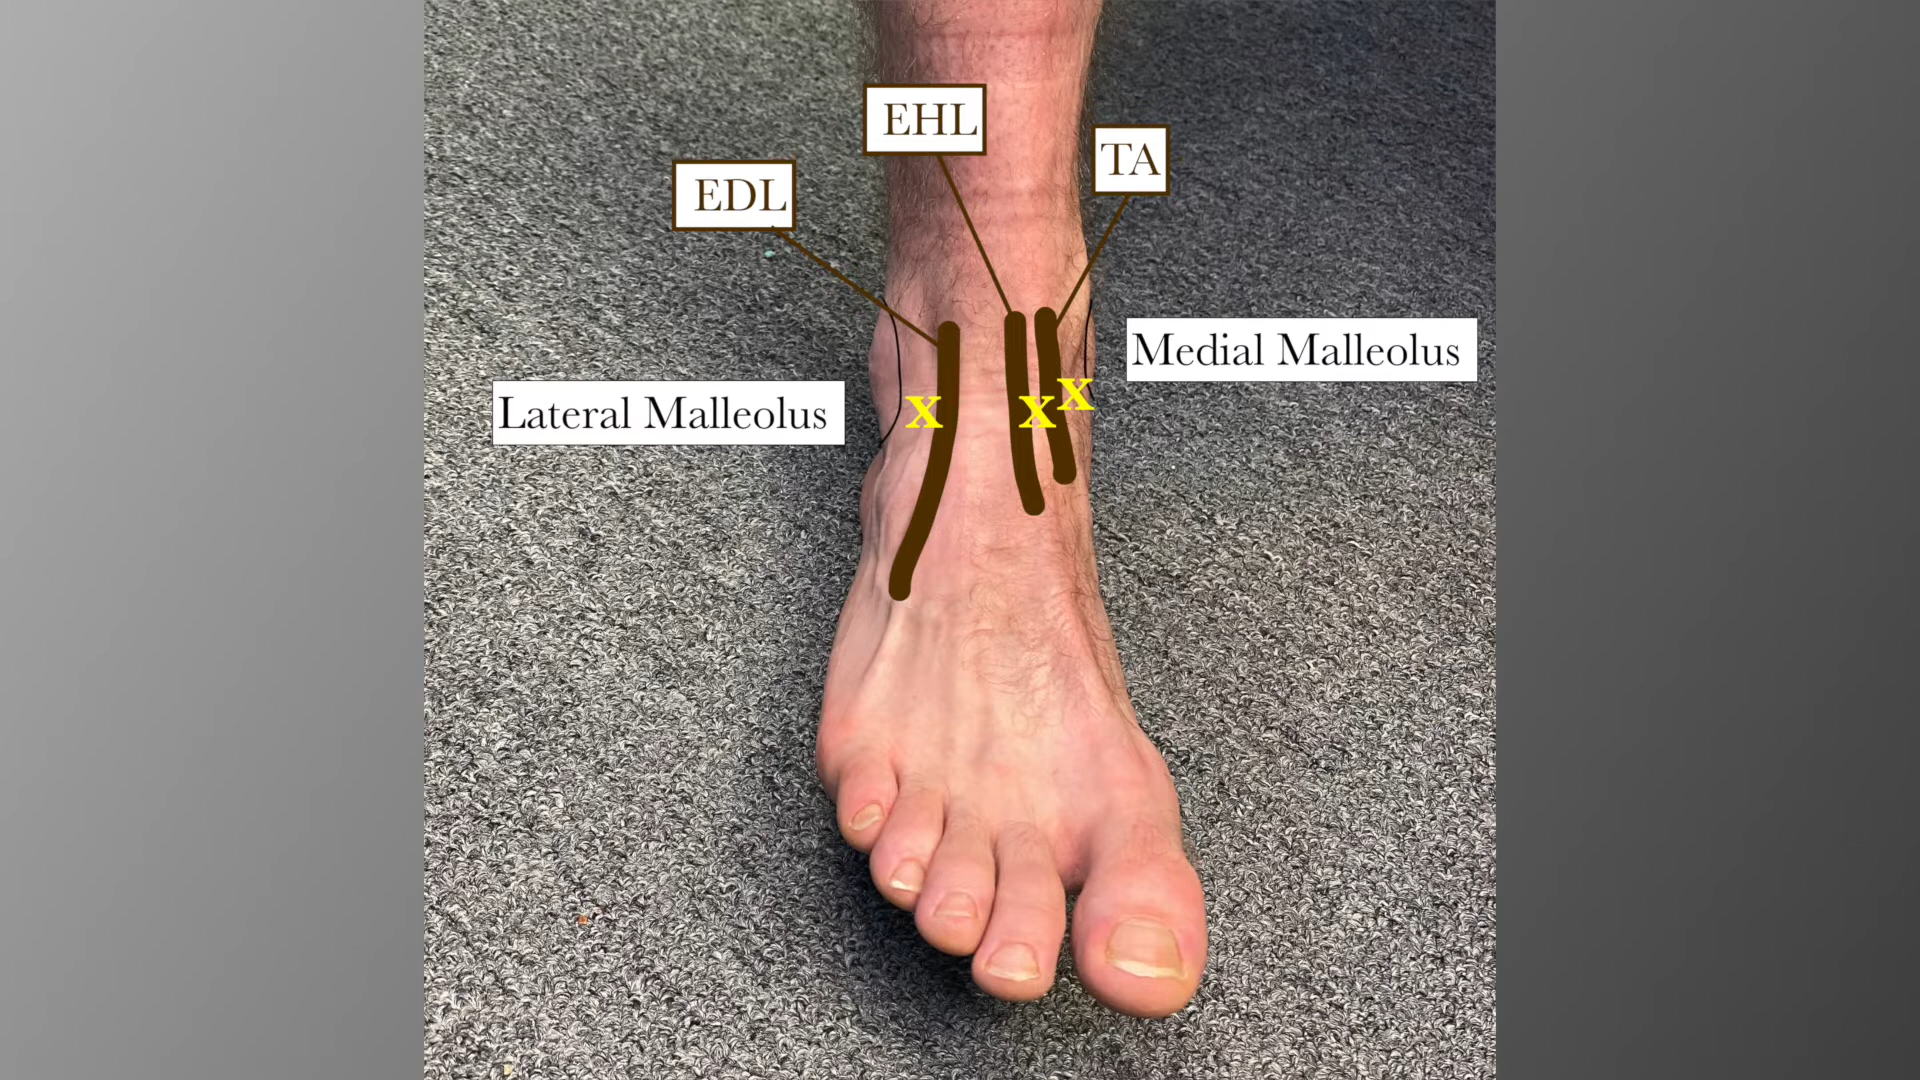 EHL
TA
EDL
Medial Malleolus
Lateral Malleolus
X
X X